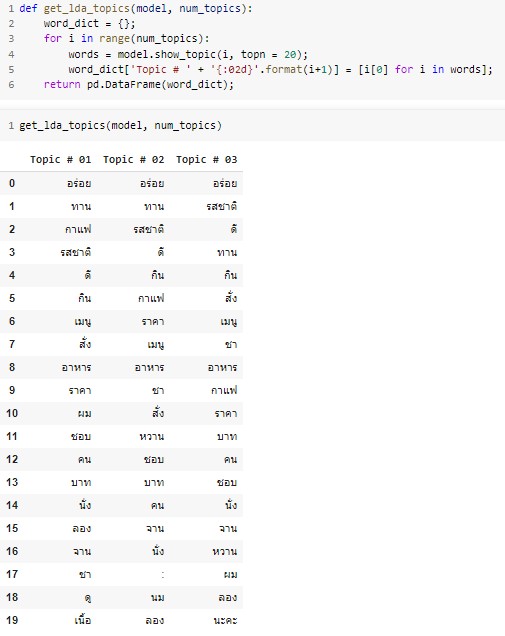 1 def get_lda_topics(model, num_topics):
2 word_dict = {};
3 for i in range(num_topics):
4 words = model.show_topic(i, topn = 20);
5 word_dict['Topic # ' + '{:02d}'.format(i+1)] = [i[0] for i in words];
6 return pd.DataFrame(word_dict);
1 get_lda_topics(model, num_topics)
Topic # 01 Topic # 02 Topic # 03
0 อร่อย อร่อย อร่อย
1 ทาน ทาน รสชาติ
2 กาแฟ รสชาติ ดี
3 รสชาติ ดี ทาน
4 ดี กิน กิน
5 กิน กาแฟ สั่ง
6 เมนู ราคา เมนู
7 สั่ง เมนู ชา
8 อาหาร อาหาร อาหาร
9 ราคา ชา กาแฟ
10 ผม สั่ง ราคา
11 ชอบ หวาน บาท
12 คน ชอบ คน
13 บาท บาท ชอบ
14 นั่ง คน นั่ง
15 ลอง จาน จาน
16 จาน นั่ง หวาน
17 ชา : ผม
18 ดู นม ลอง
19 เนื้อ ลอง นะคะ